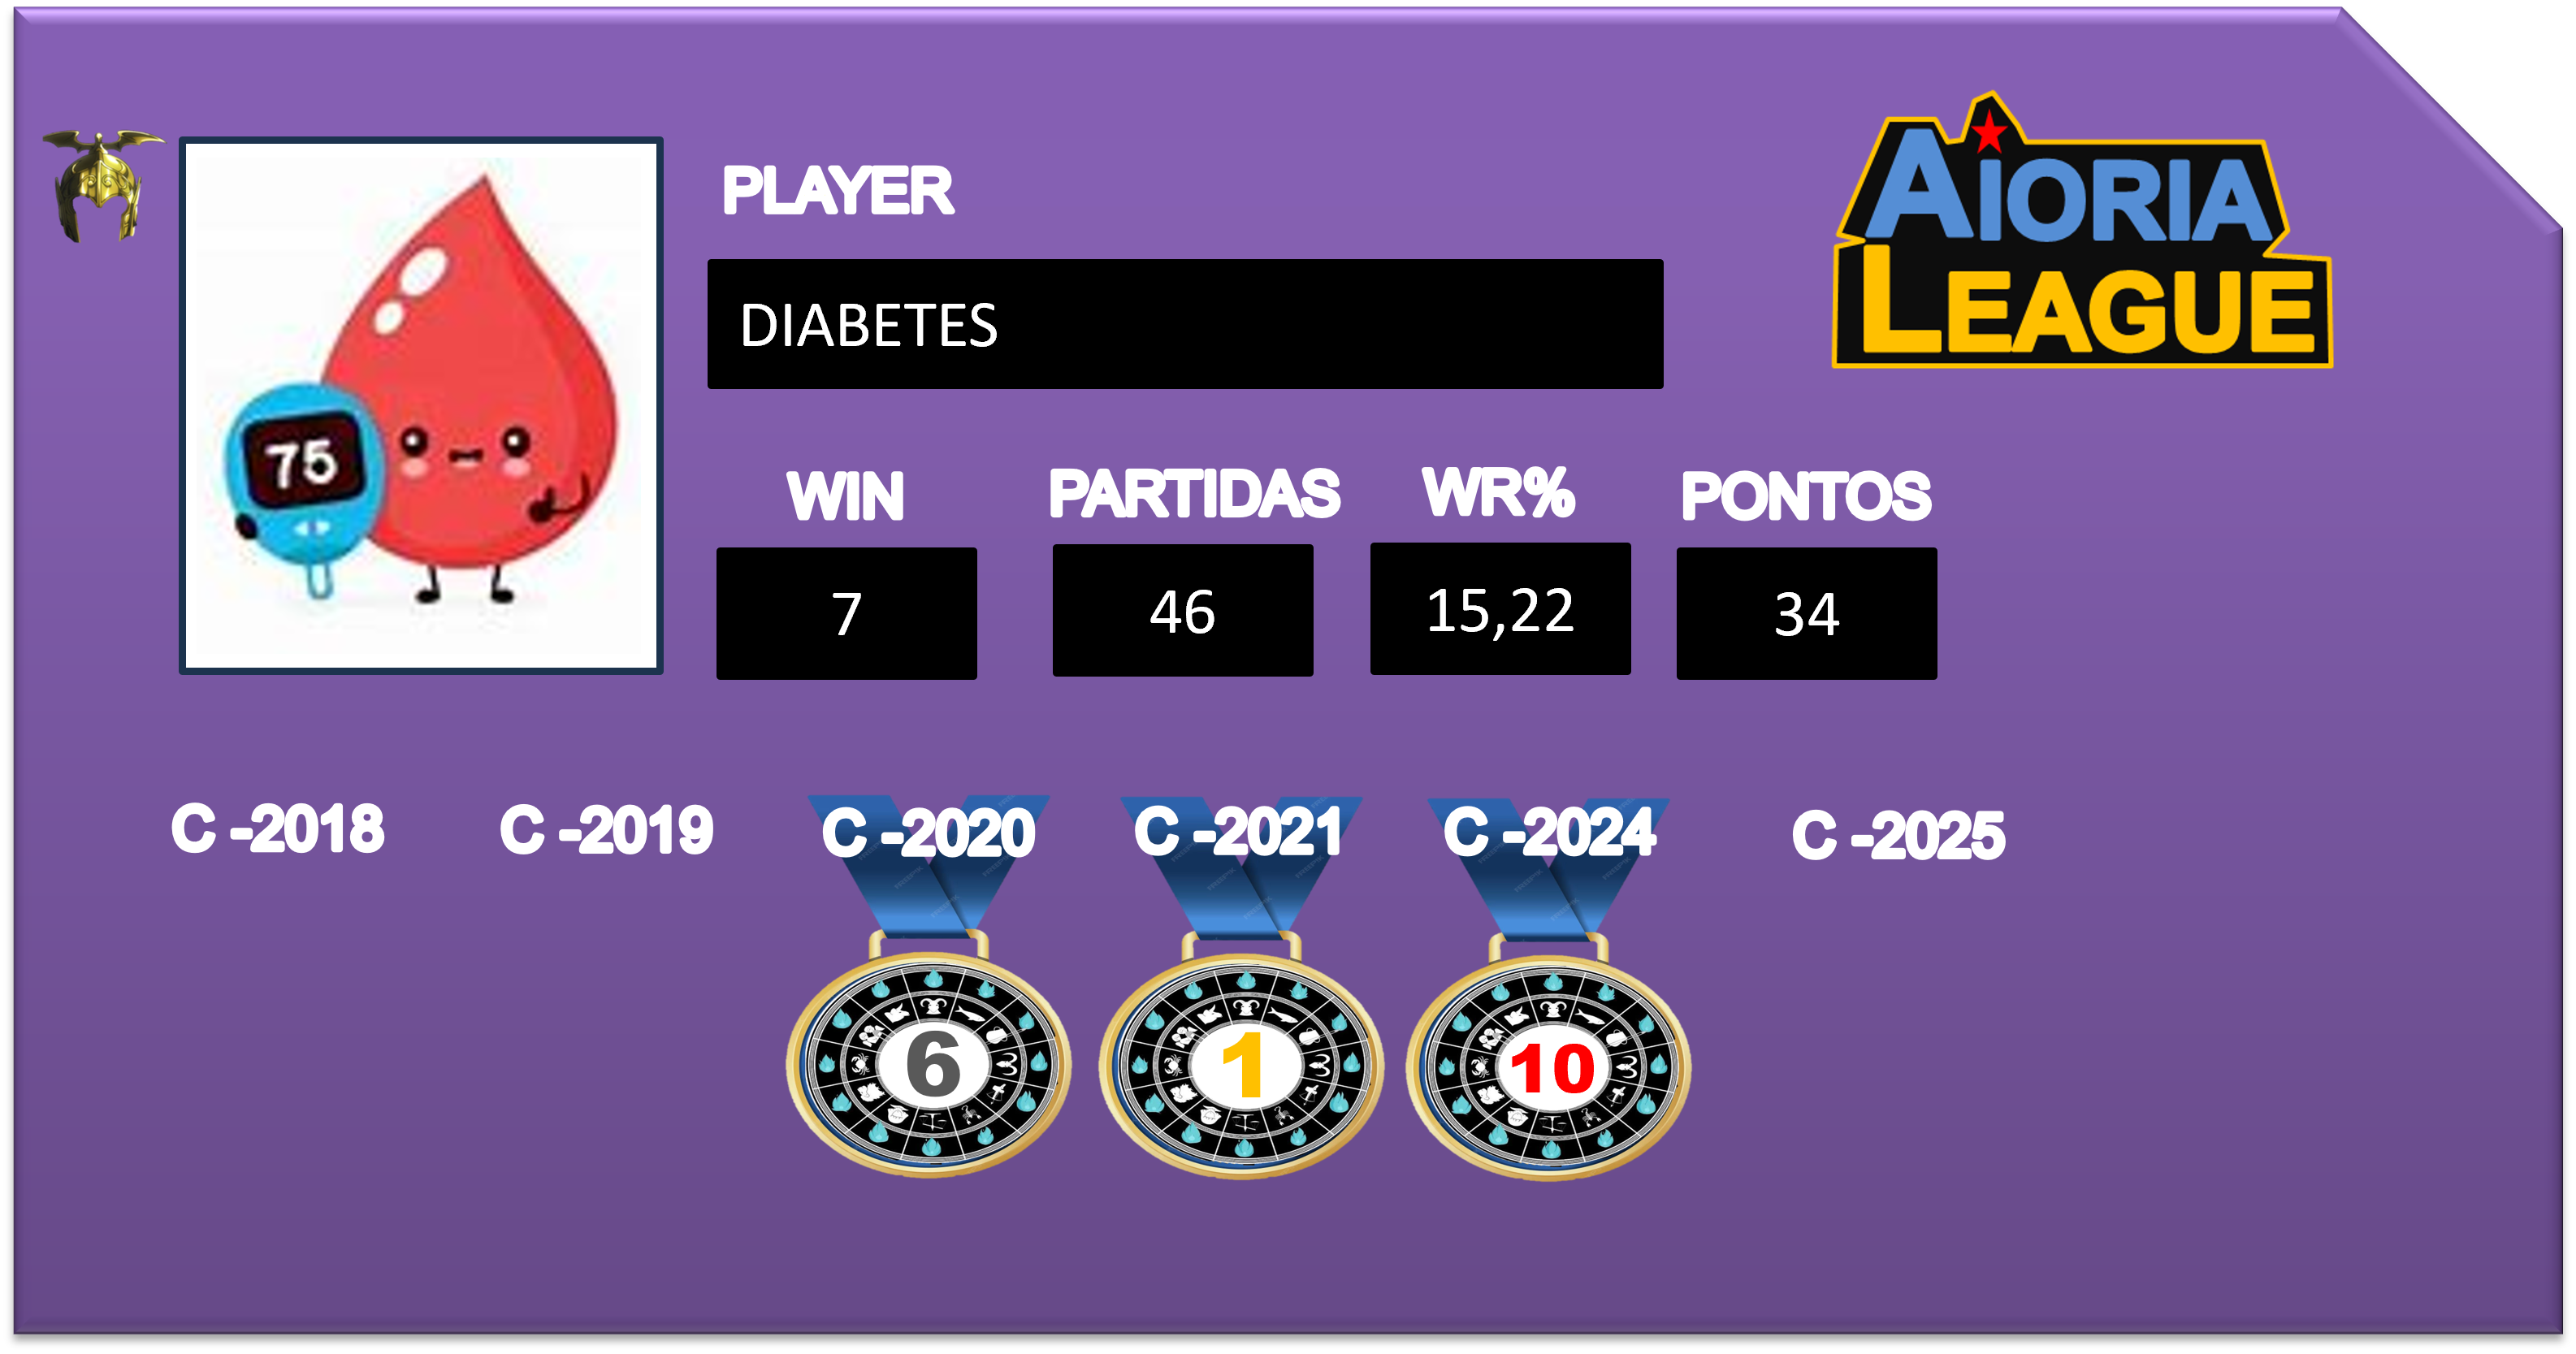 AIORIA
LEAGUE
PLAYER
DIABETES
75
WIN PARTIDAS WR% PONTOS
7 46 15,22 34
C -2018 C -2019 C -2020 C -2021 C -2024 C -2025
6 1 10